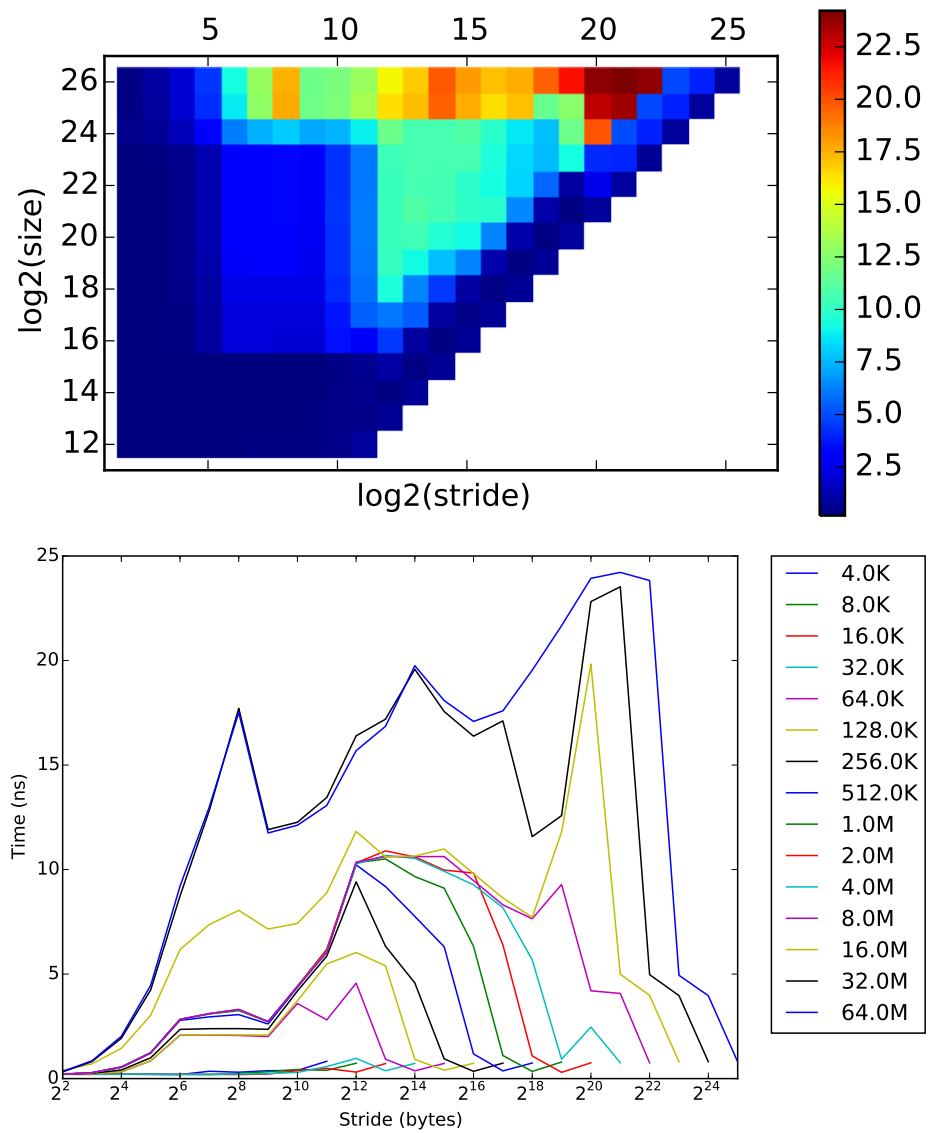 5 10 15 20 25
26
24
22
20
18
16
14
12
log2(size)
log2(stride)
22.5
20.0
17.5
15.0
12.5
10.0
7.5
5.0
2.5
25
20
15
10
5
0
Time (ns)
2^2 2^4 2^6 2^8 2^10 2^12 2^14 2^16 2^18 2^20 2^22 2^24
Stride (bytes)
4.0K
8.0K
16.0K
32.0K
64.0K
128.0K
256.0K
512.0K
1.0M
2.0M
4.0M
8.0M
16.0M
32.0M
64.0M